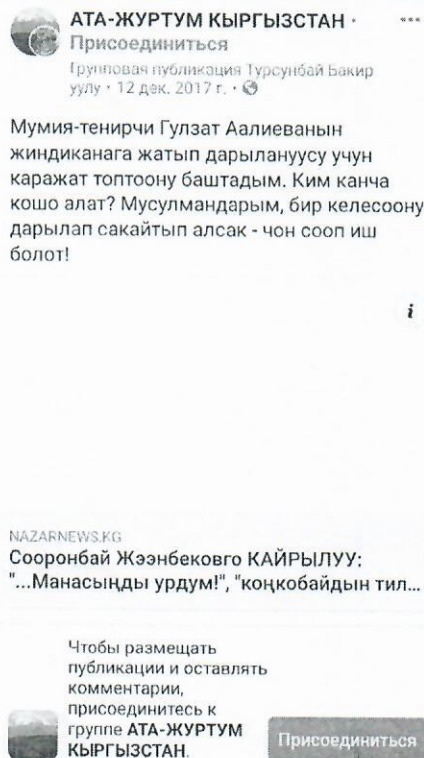 АТА-ЖУРТУМ КЫРГЫЗСТАН ·
Присоединиться
Групповая публикация Турсунбай Бакир
уулу · 12 дек. 2017 г. ·
Мумия-тенирчи Гулзат Аалиеванын
жиндиканага жатып дарылануусу учун
каражат топтоону баштадым. Ким канча
кошо алат? Мусулмандарым, бир келесоону
дарылап сакайтып алсак - чон сооп иш
болот!
i
NAZARNEWS.KG
Сооронбай Жээнбековго КАЙРЫЛУУ:
"...Манасыңды урдум!", "коңкобайдын тил...
Чтобы размещать
публикации и оставлять
комментарии,
присоединитесь к
группе АТА-ЖУРТУМ
КЫРГЫЗСТАН.
Присоединиться